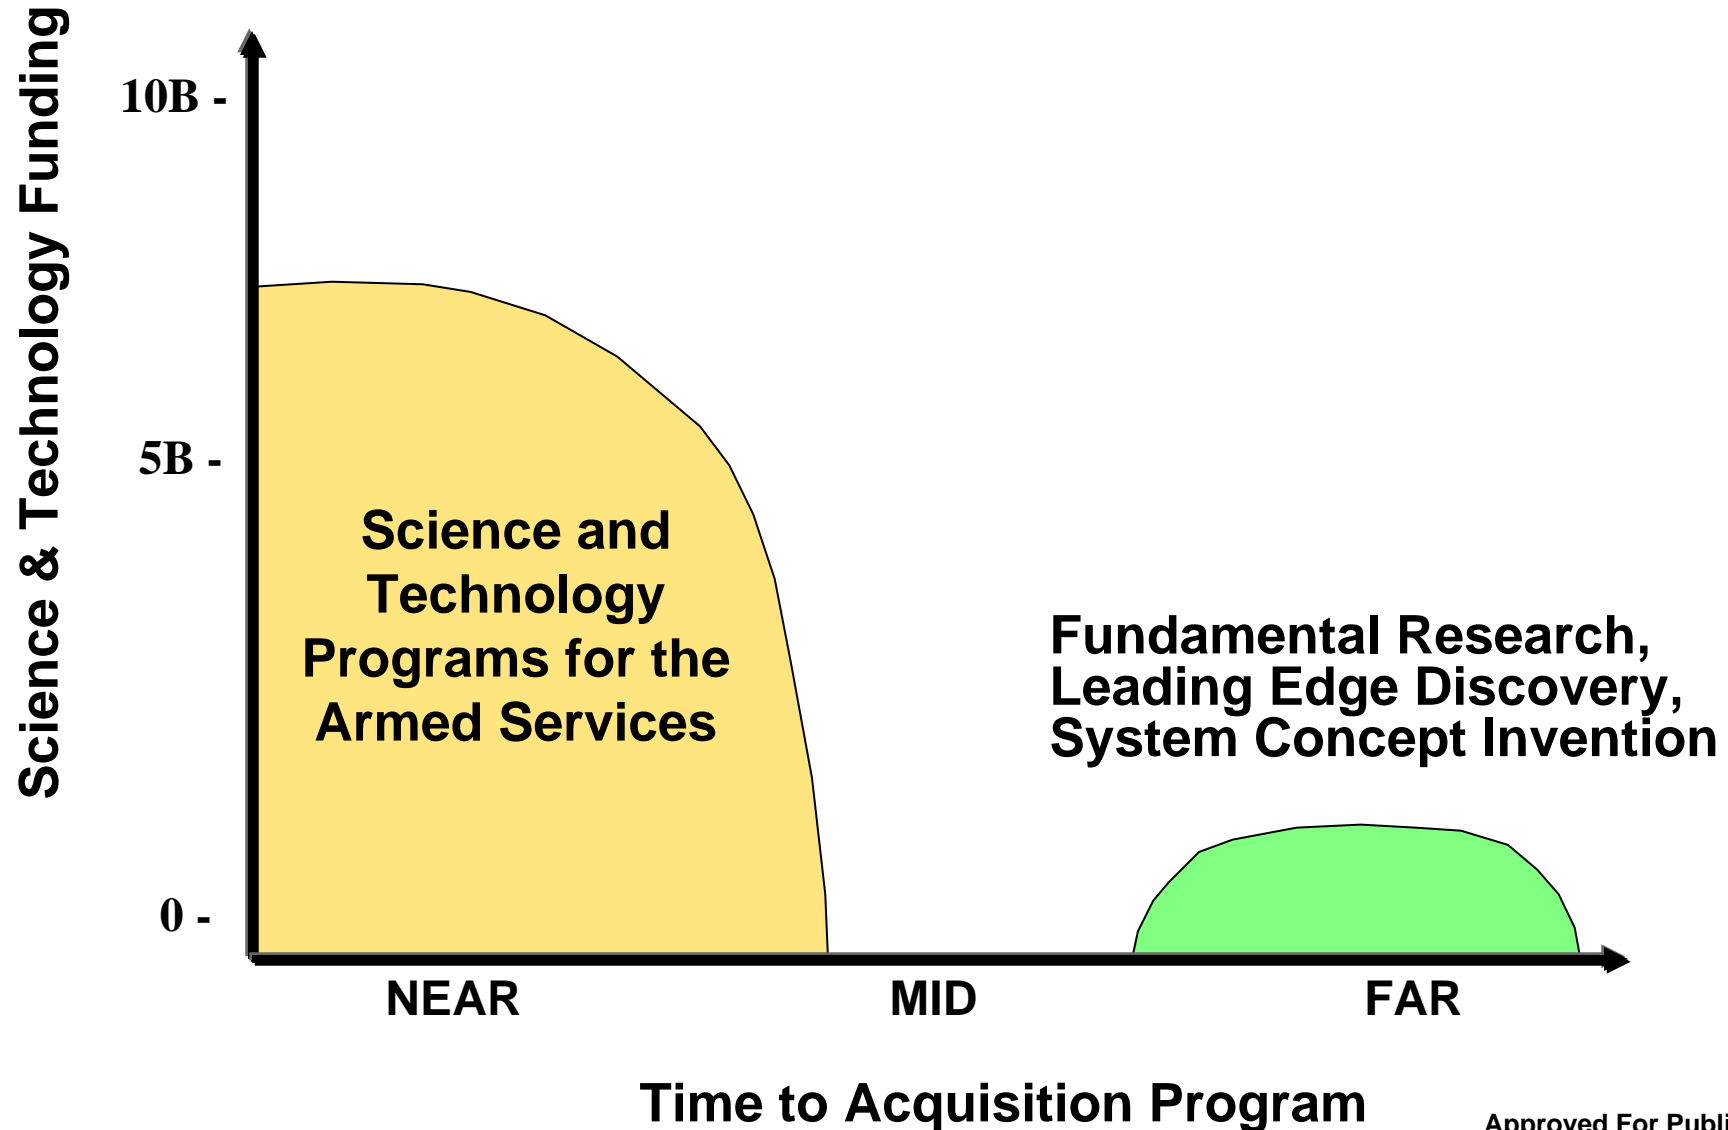 Science & Technology Funding
10B -
5B -
0 -
Science and
Technology
Programs for the
Armed Services
Fundamental Research,
Leading Edge Discovery,
System Concept Invention
NEAR MID FAR
Time to Acquisition Program
Approved For Publi